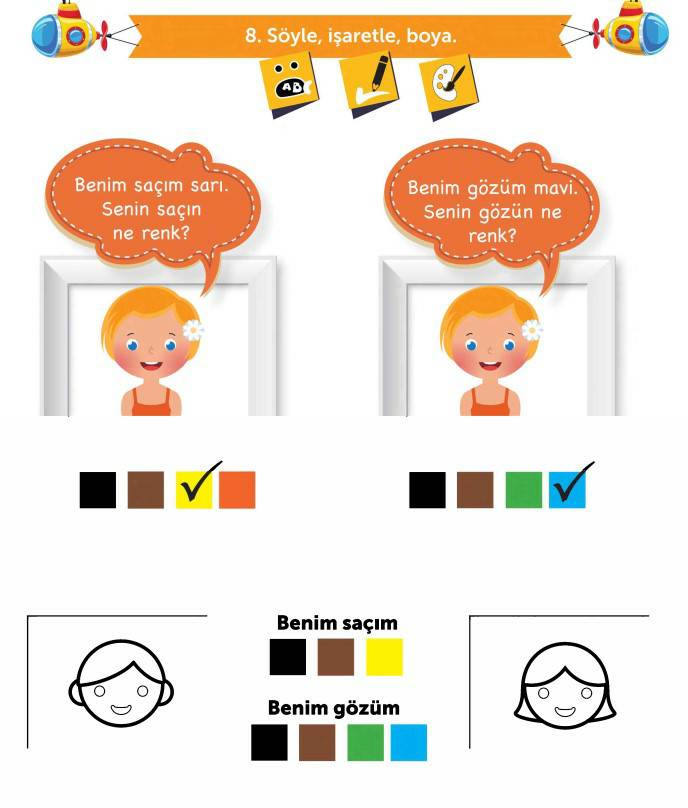 8. Söyle, işaretle, boya.
AB
Benim saçım sarı.
Senin saçın
ne renk?
Benim gözüm mavi.
Senin gözün ne
renk?
Benim saçım
Benim gözüm